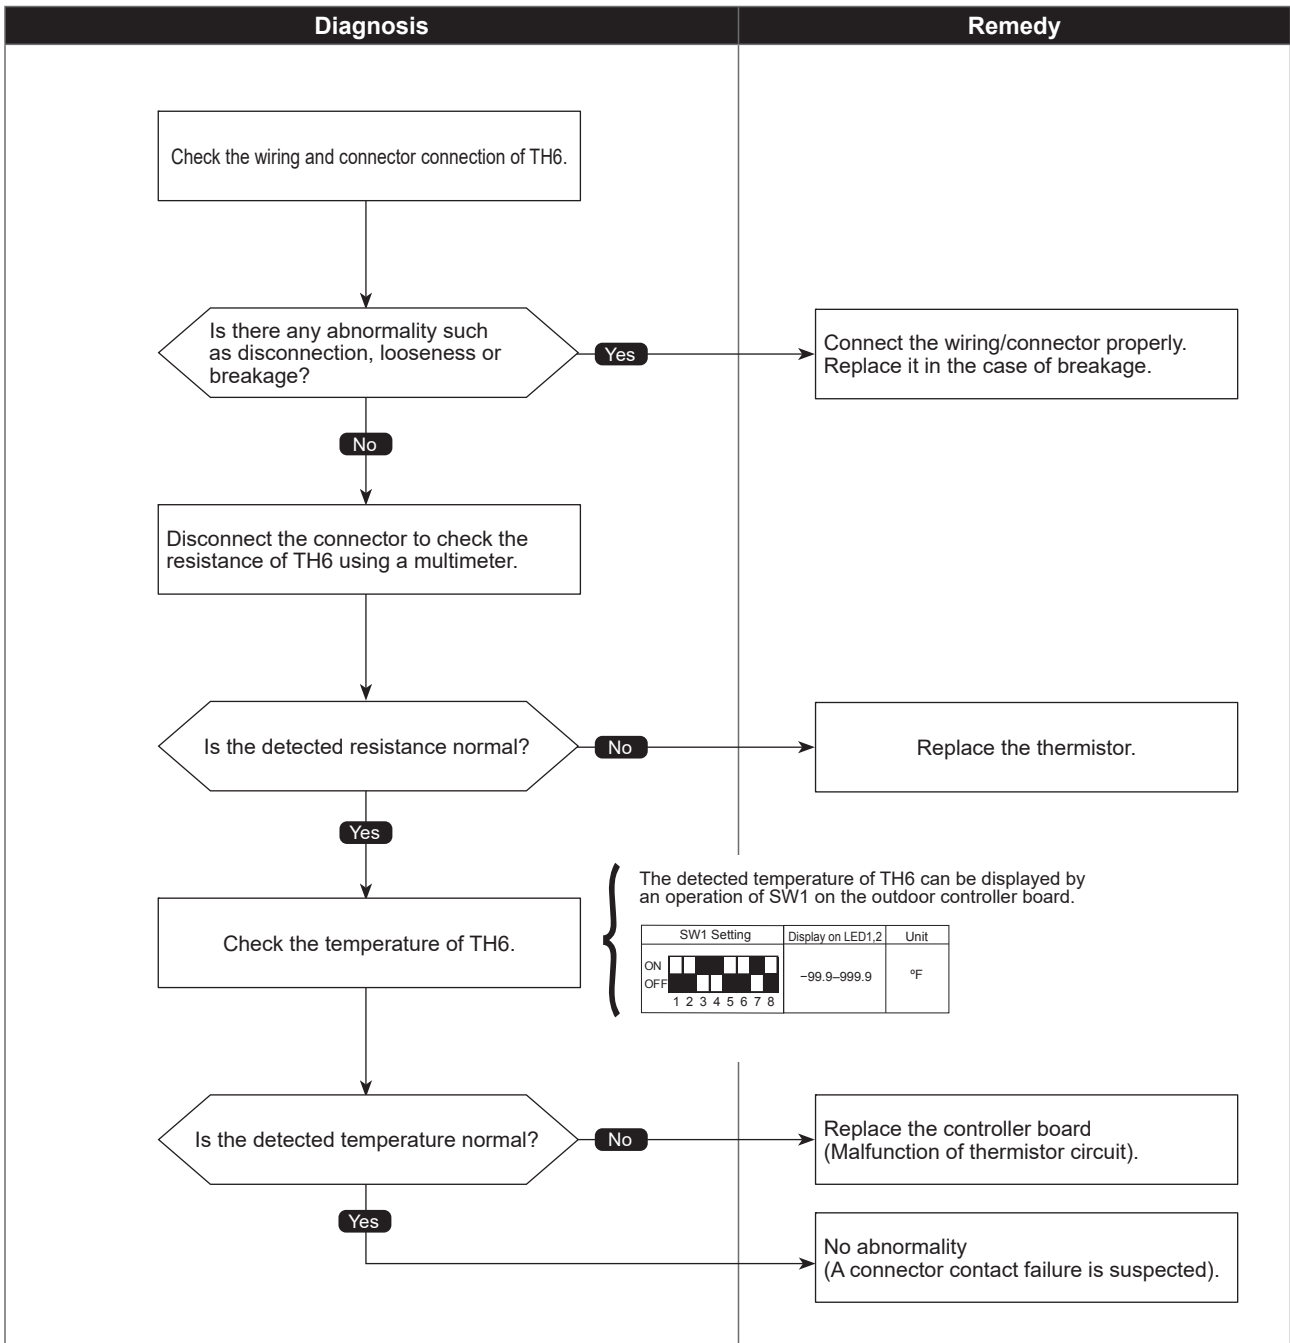 Diagnosis
Remedy
Check the wiring and connector connection of TH6.
Is there any abnormality such
as disconnection, looseness or
breakage?
Yes
Connect the wiring/connector properly.
Replace it in the case of breakage.
No
Disconnect the connector to check the
resistance of TH6 using a multimeter.
Is the detected resistance normal?
No
Replace the thermistor.
Yes
The detected temperature of TH6 can be displayed by
an operation of SW1 on the outdoor controller board.
Check the temperature of TH6.
SW1 Setting
Display on LED1,2
Unit
ON
OFF
1 2 3 4 5 6 7 8
−99.9–999.9
°F
Is the detected temperature normal?
No
Replace the controller board
(Malfunction of thermistor circuit).
Yes
No abnormality
(A connector contact failure is suspected).